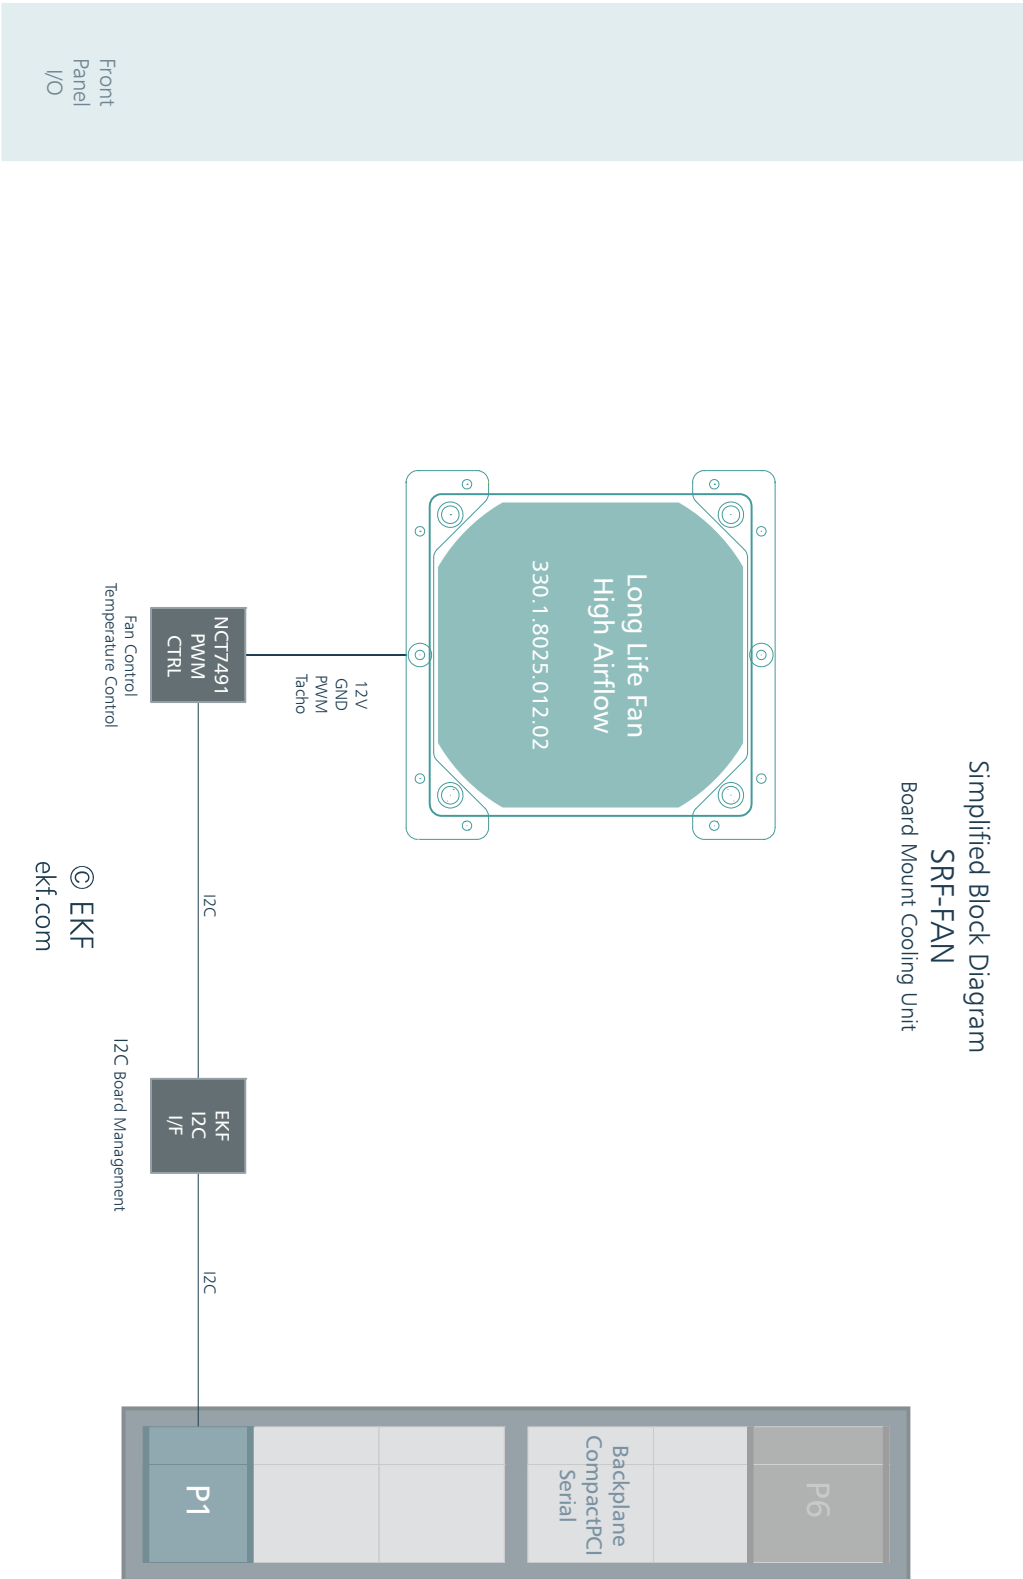 Simplified Block Diagram
SRF-FAN
Board Mount Cooling Unit
Front
Panel
I/O
Long Life Fan
High Airflow
330.1.8025.012.02
12V
GND
PWM
Tacho
NCT7491
PWM
CTRL
Fan Control
Temperature Control
I2C
EKF
I2C
I/F
I2C Board Management
I2C
P6
Backplane
CompactPCI
Serial
P1
© EKF
ekf.com